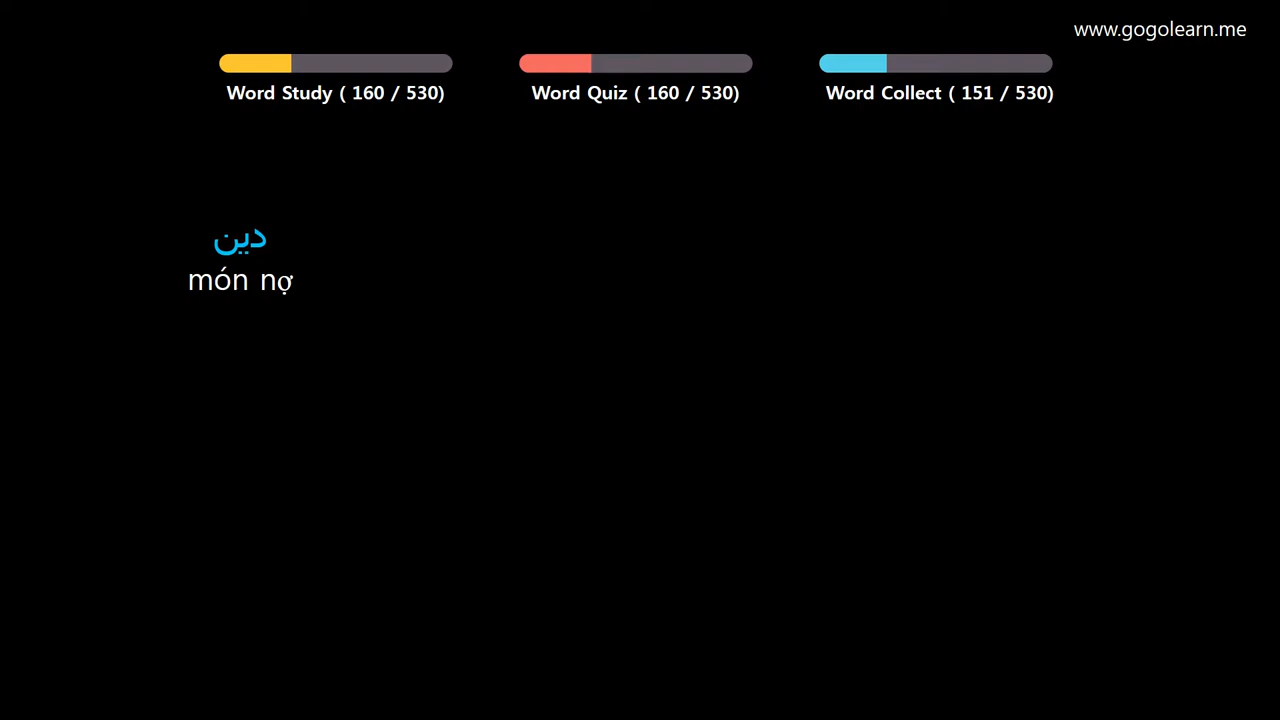 www.gogolearn.me
Word Study ( 160 / 530)
Word Quiz ( 160 / 530)
Word Collect ( 151 / 530)
دين
món nợ